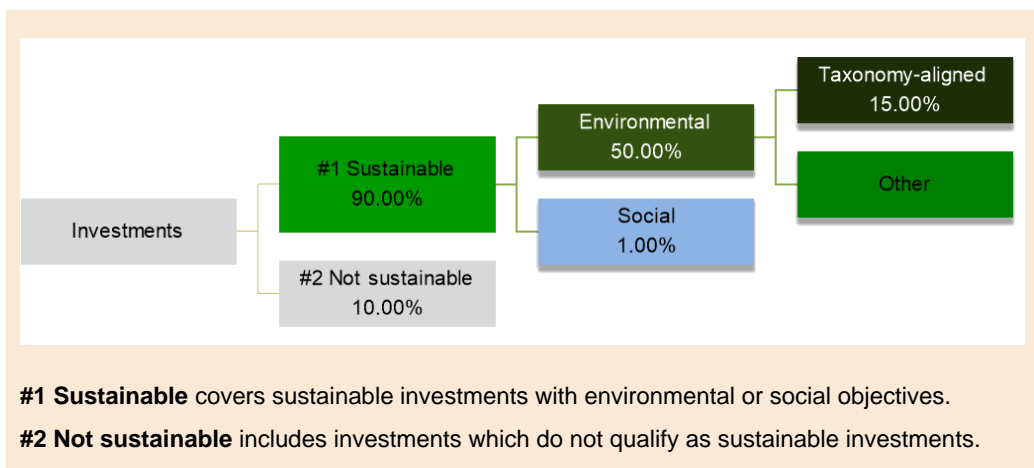 Taxonomy-aligned
15.00%
Environmental
50.00%
#1 Sustainable
90.00%
Other
Social
1.00%
Investments
#2 Not sustainable
10.00%
#1 Sustainable covers sustainable investments with environmental or social objectives.
#2 Not sustainable includes investments which do not qualify as sustainable investments.